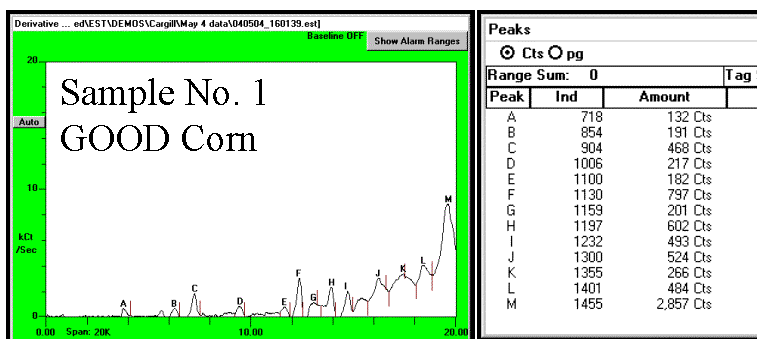 Derivative ... ed\EST\DEMOS\Cargill\May 4 data\040504_160139.est]
Baseline OFF
Show Alarm Ranges
20
Sample No. 1
GOOD Corn
Auto
10
kCt
/Sec
0
A B C D E F G H I J K L M
0.00 Span: 20K 10.00 20.00
Peaks
Cts pg
Range Sum: 0 Tag
Peak Ind Amount
A 718 132 Cts
B 854 191 Cts
C 904 468 Cts
D 1006 217 Cts
E 1100 182 Cts
F 1130 797 Cts
G 1159 201 Cts
H 1197 602 Cts
I 1232 493 Cts
J 1300 524 Cts
K 1355 266 Cts
L 1401 484 Cts
M 1455 2,857 Cts